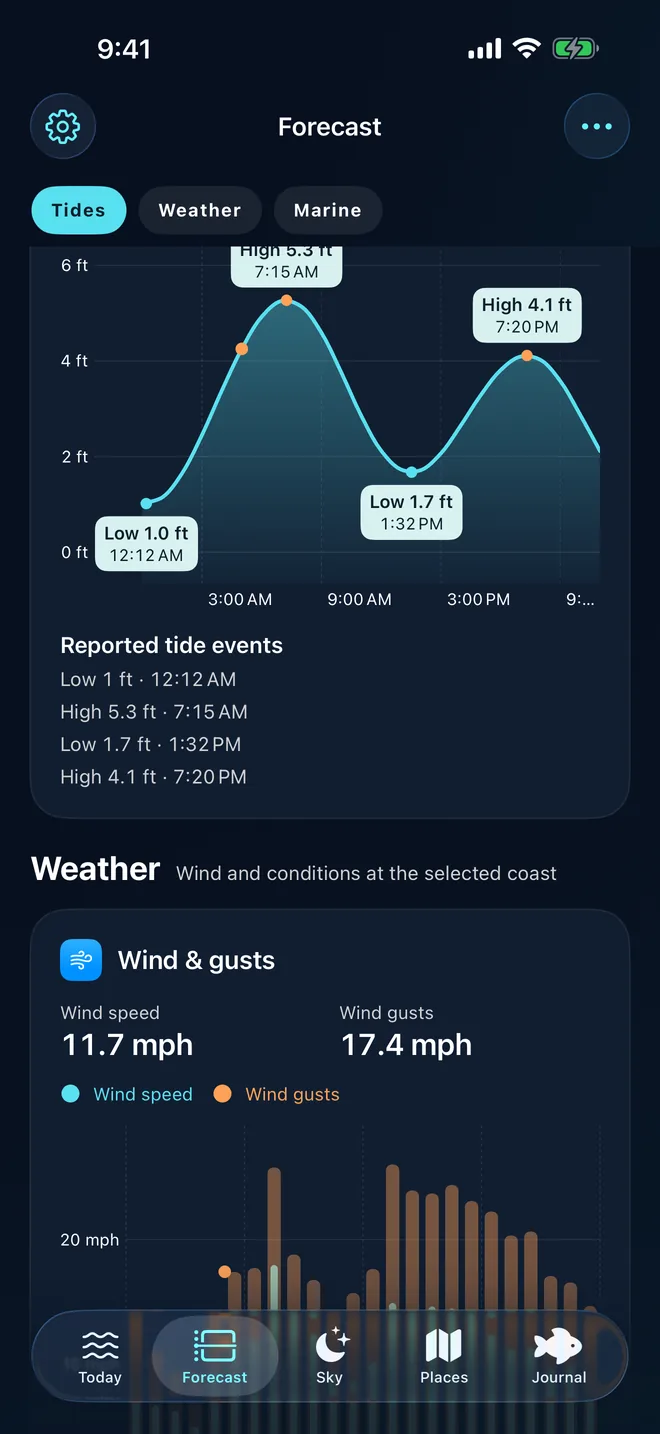 9:41
Forecast
Tides
Weather
Marine
High 5.3 ft
7:15 AM
6 ft
High 4.1 ft
7:20 PM
4 ft
2 ft
Low 1.7 ft
1:32 PM
Low 1.0 ft
12:12 AM
0 ft
3:00 AM
9:00 AM
3:00 PM
9:...
Reported tide events
Low 1 ft · 12:12 AM
High 5.3 ft · 7:15 AM
Low 1.7 ft · 1:32 PM
High 4.1 ft · 7:20 PM
Weather Wind and conditions at the selected coast
Wind & gusts
Wind speed
Wind gusts
11.7 mph
17.4 mph
Wind speed
Wind gusts
20 mph
Today
Forecast
Sky
Places
Journal